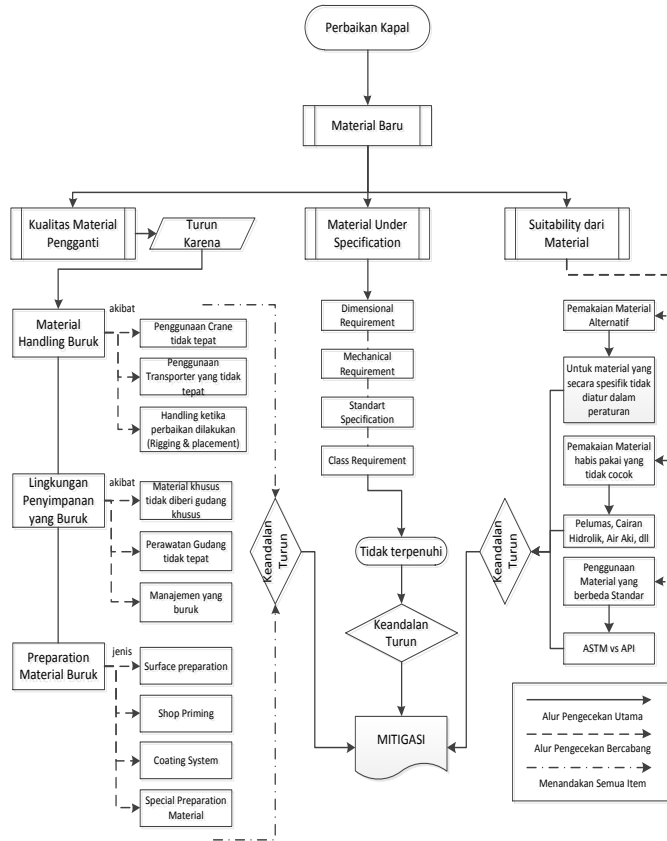 Perbaikan Kapal
Material Baru
Kualitas Material
Pengganti
Turun
Karena
Material Under
Specification
Suitability dari
Material
akibat
Material
Handling Buruk
Penggunaan Crane
tidak tepat
Penggunaan
Transporter yang tidak
tepat
Handling ketika
perbaikan dilakukan
(Rigging & placement)
akibat
Lingkungan
Penyimpanan
yang Buruk
Material khusus
tidak diberi gudang
khusus
Perawatan Gudang
tidak tepat
Manajemen yang
buruk
jenis
Preparation
Material Buruk
Surface preparation
Shop Priming
Coating System
Special Preparation
Material
Keandalan
Turun
Dimensional
Requirement
Mechanical
Requirement
Standart
Specification
Class Requirement
Tidak terpenuhi
Keandalan
Turun
MITIGASI
Keandalan
Turun
Pemakaian Material
Alternatif
Untuk material yang
secara spesifik tidak
diatur dalam
peraturan
Pemakaian Material
habis pakai yang
tidak cocok
Pelumas, Cairan
Hidrolik, Air Aki, dll
Penggunaan
Material yang
berbeda Standar
ASTM vs API
Alur Pengecekan Utama
Alur Pengecekan Bercabang
Menandakan Semua Item